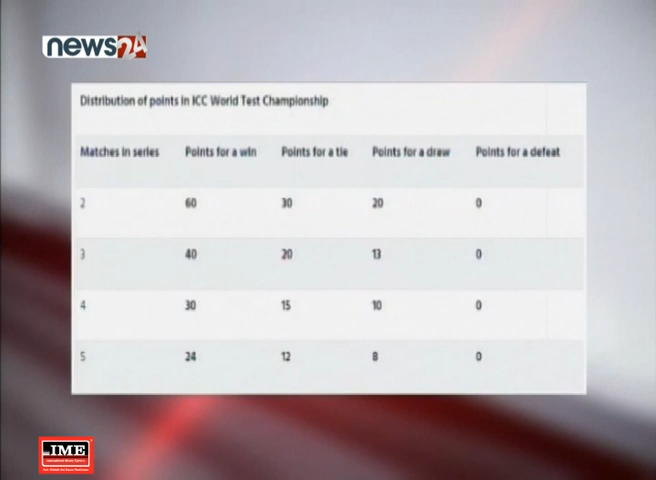 news24
Distribution of points in ICC World Test Championship
Matches in series Points for a win Points for a tie Points for a draw Points for a defeat
2 60 30 20 0
3 40 20 13 0
4 30 15 10 0
5 24 12 8 0
IME